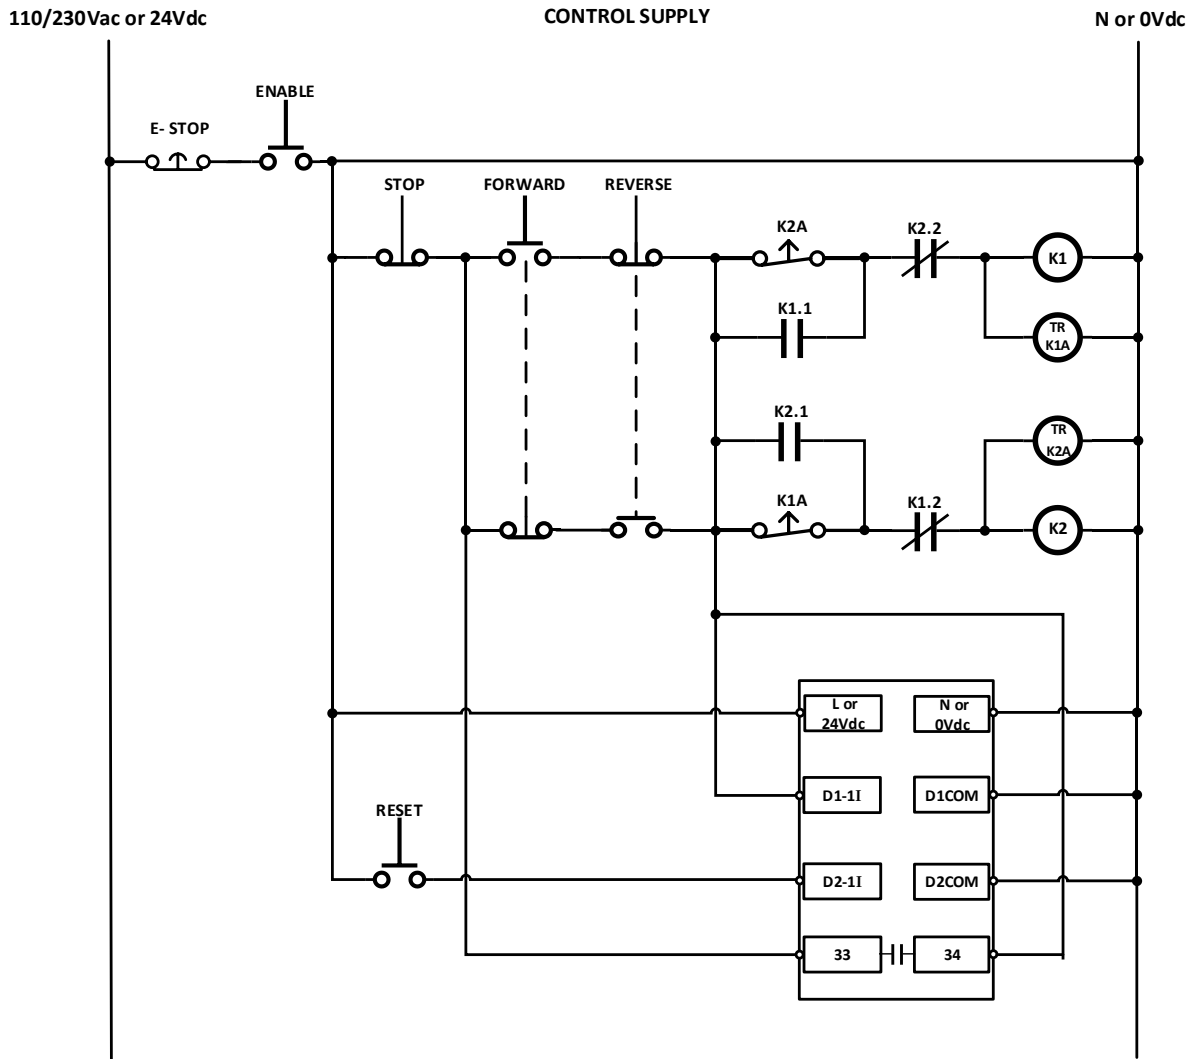 110/230Vac or 24Vdc
CONTROL SUPPLY
N or 0Vdc
ENABLE
E- STOP
STOP
FORWARD
REVERSE
K2A
K2.2
K1
K1.1
TR
K1A
K2.1
TR
K2A
K1A
K1.2
K2
L or
24Vdc
N or
0Vdc
D1-1I
D1COM
RESET
D2-1I
D2COM
33
34